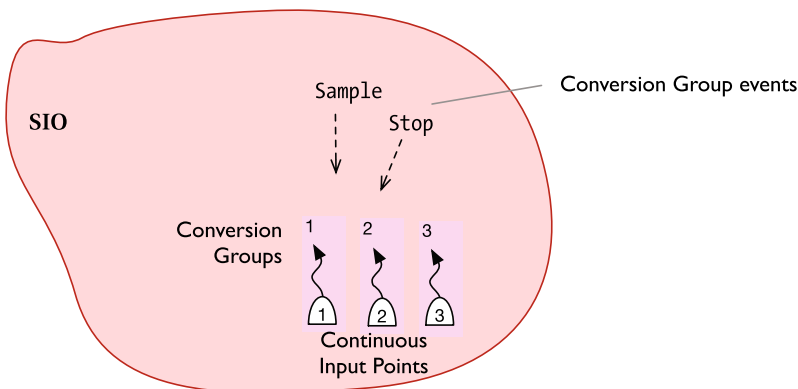 Sample
Conversion Group events
SIO
Stop
Conversion
Groups
1 2 3
1 2 3
Continuous
Input Points